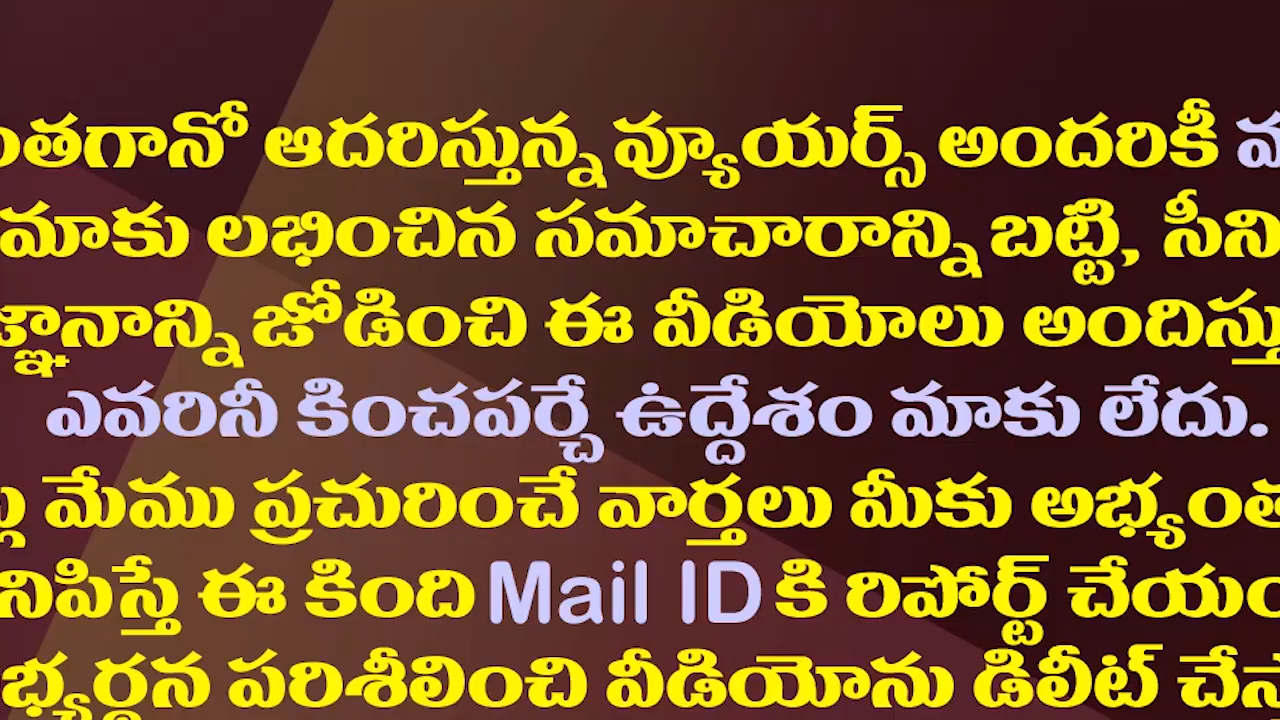 ంతగానో ఆదరిస్తున్న వ్యూయర్స్ అందరికీ
మాకు లభించిన సమాచారాన్ని బట్టి, సీని
జ్ఞానాన్ని జోడించి ఈ వీడియోలు అందిస్తు
ఎవరినీ కించపర్చే ఉద్దేశం మాకు లేదు.
మేము ప్రచురించే వార్తలు మీకు అభ్యంత
నిపిస్తే ఈ కింది Mail ID కి రిపోర్ట్ చేయం
భ్యర్థన పరిశీలించి వీడియోను డిలీట్ చేస